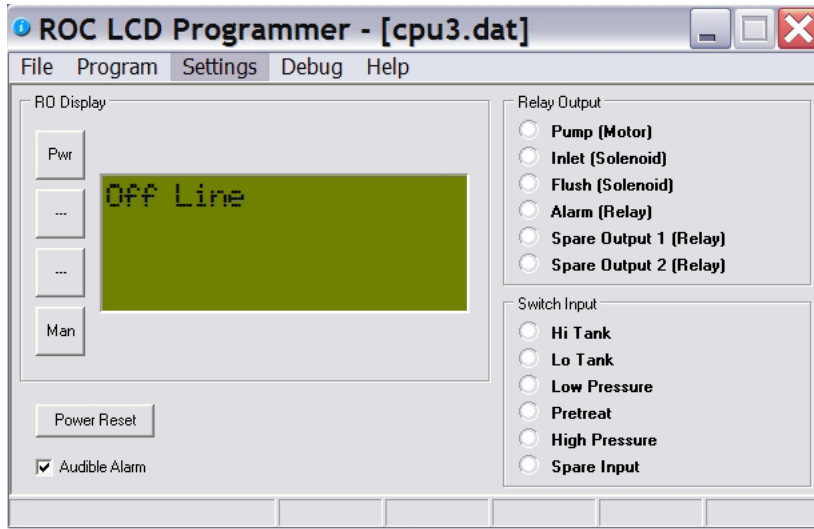 ROC LCD Programmer - [cpu3.dat]
File Program Settings Debug Help
RO Display
Pwr
---
---
Man
Off Line
Power Reset
Audible Alarm
Relay Output
Pump (Motor)
Inlet (Solenoid)
Flush (Solenoid)
Alarm (Relay)
Spare Output 1 (Relay)
Spare Output 2 (Relay)
Switch Input
Hi Tank
Lo Tank
Low Pressure
Pretreat
High Pressure
Spare Input